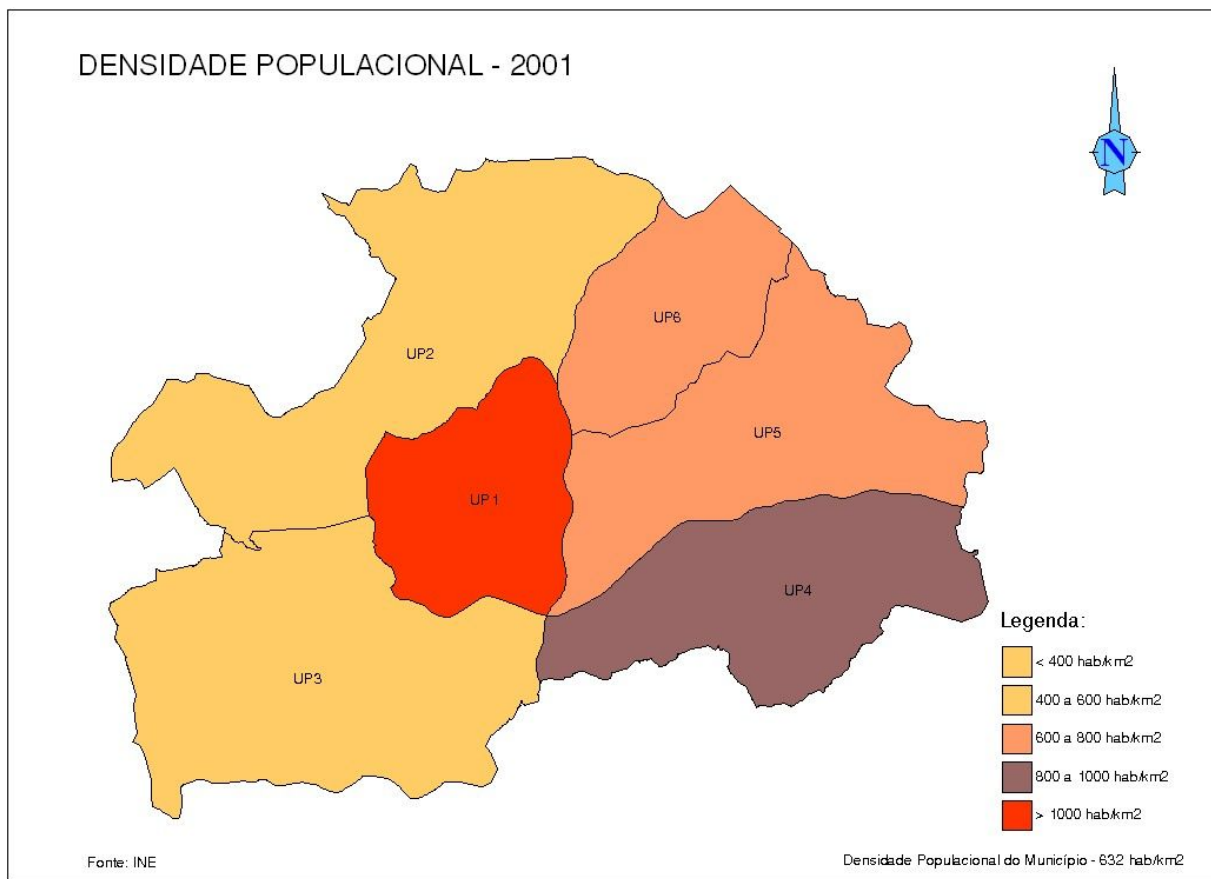 DENSIDADE POPULACIONAL - 2001
N
UP6
UP2
UP5
UP1
UP4
UP3
Legenda:
< 400 hab/km2
400 a 600 hab/km2
600 a 800 hab/km2
800 a 1000 hab/km2
> 1000 hab/km2
Fonte: INE
Densidade Populacional do Município - 632 hab/km2